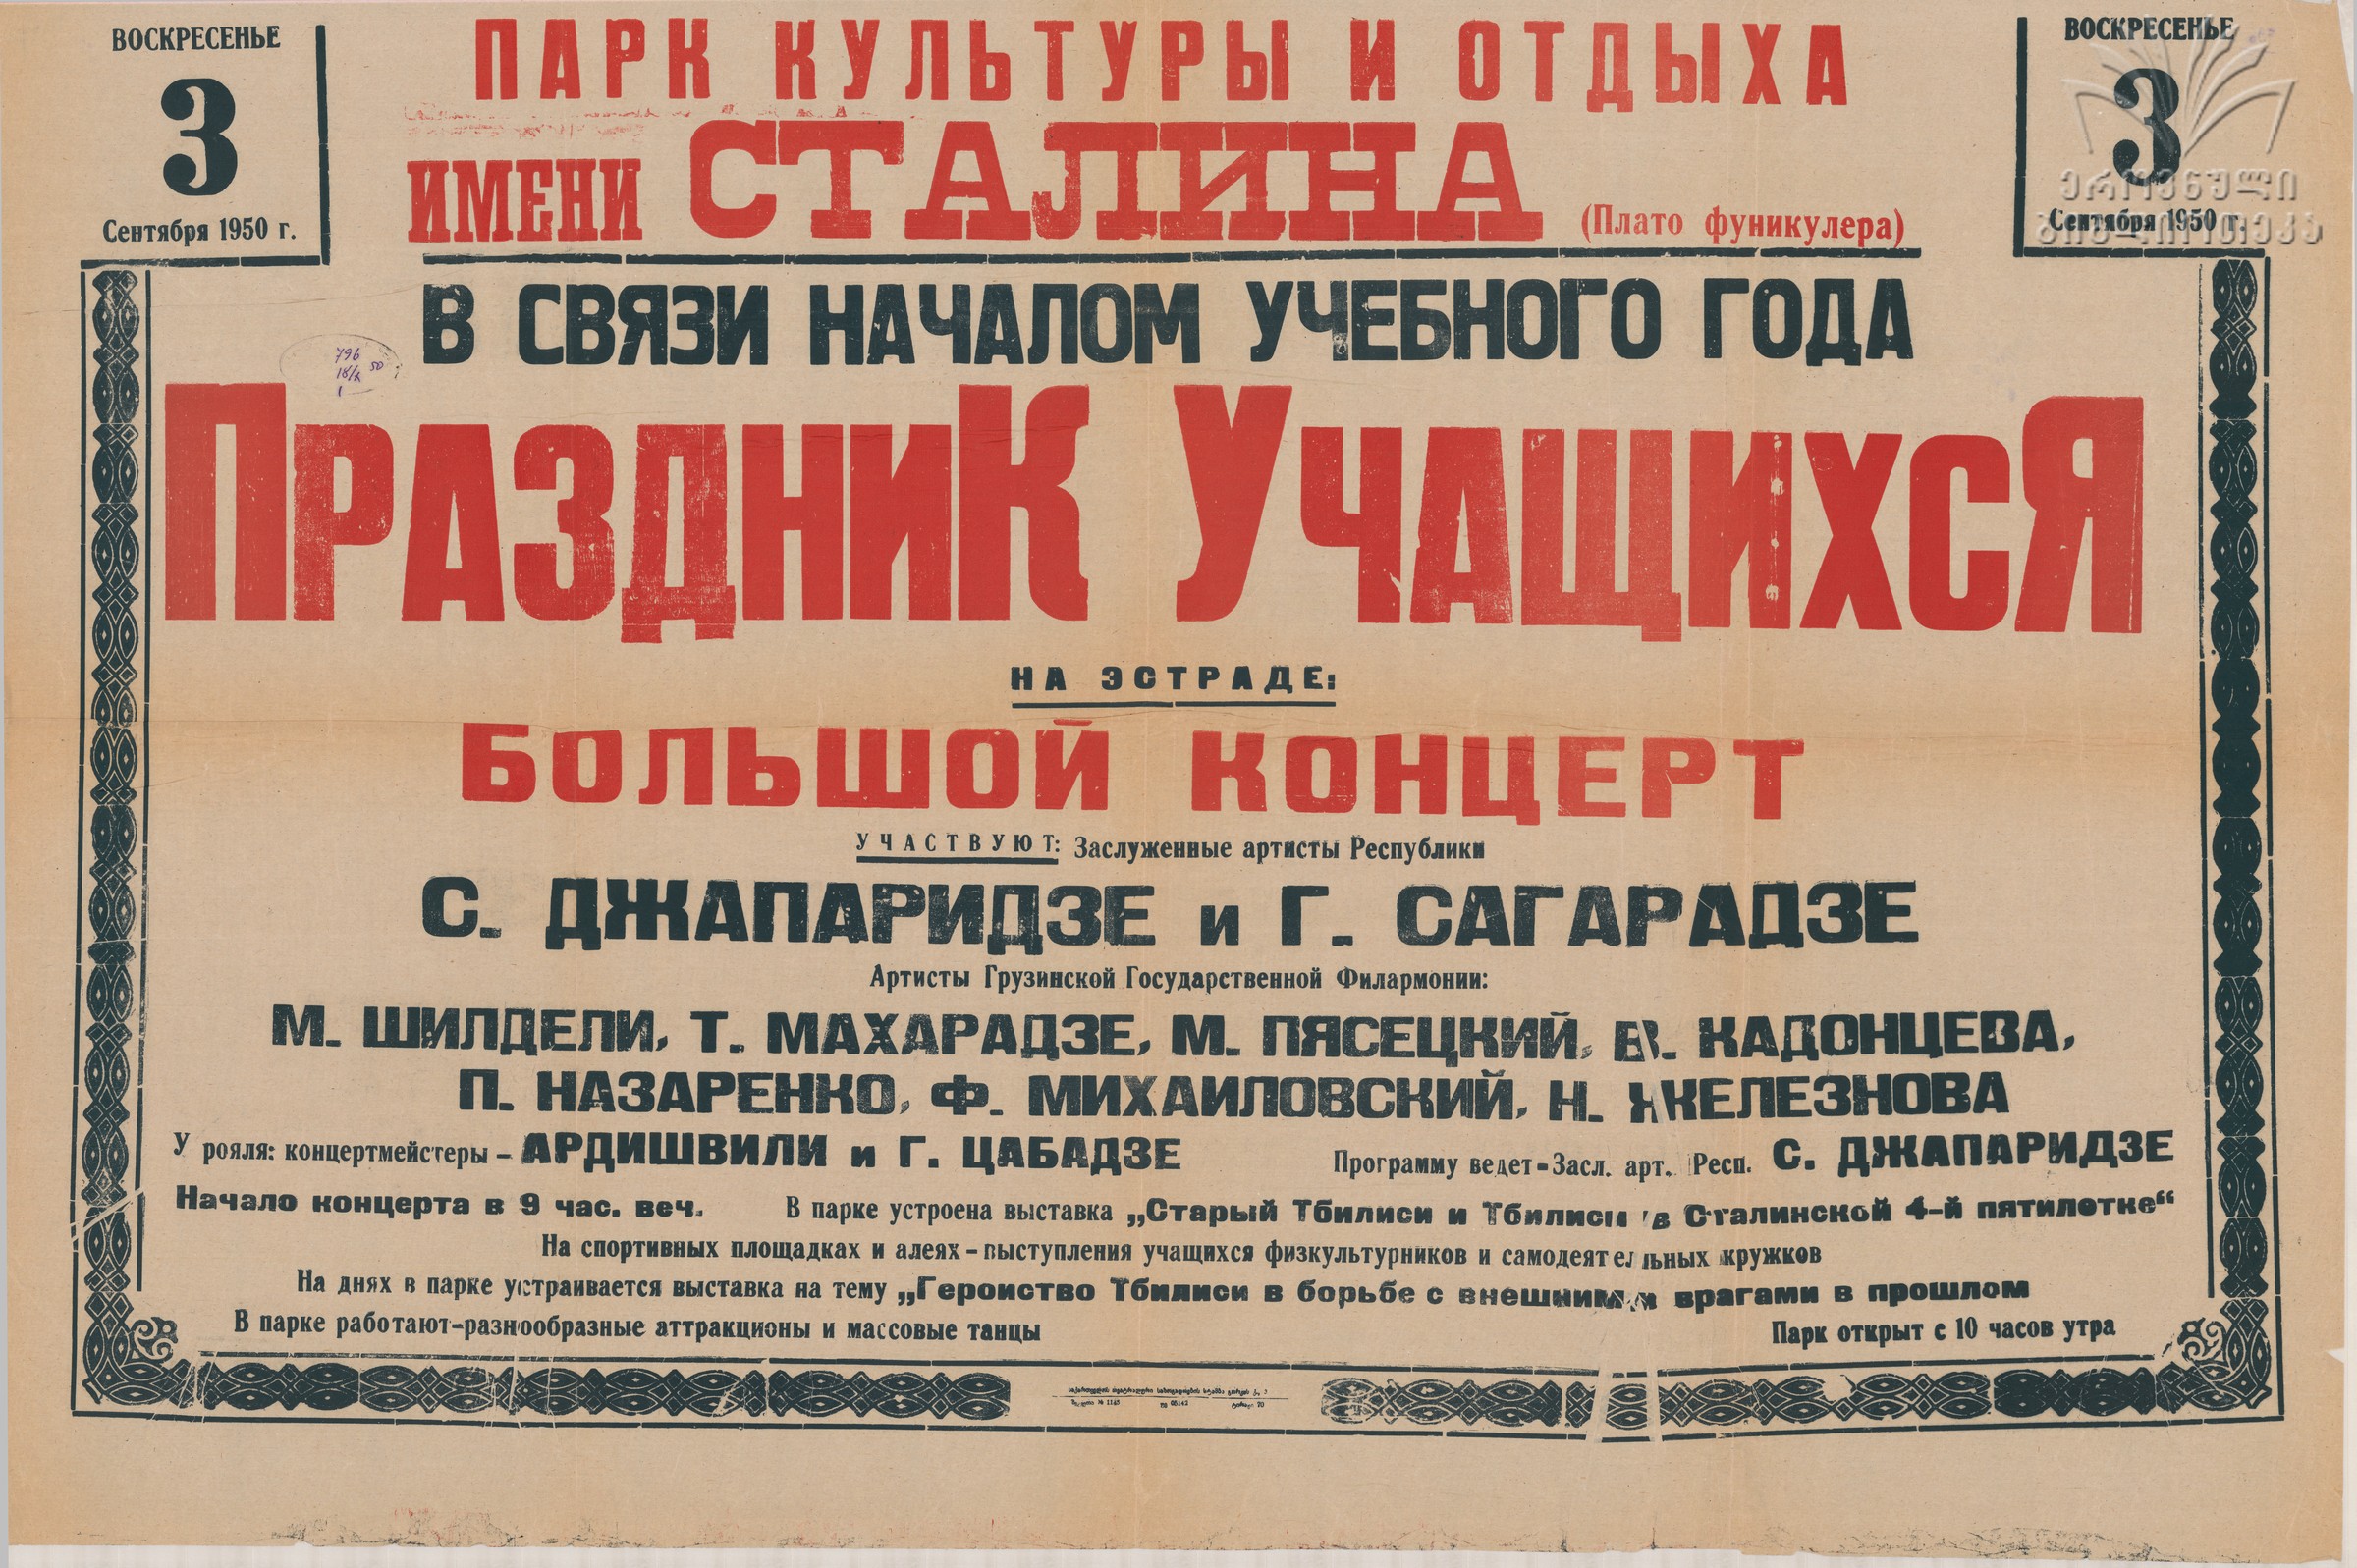 ВОСКРЕСЕНЬЕ
3
Сентября 1950 г.
ПАРК КУЛЬТУРЫ И ОТДЫХА
ИМЕНИ СТАЛИНА (Плато фуникулера)
ВОСКРЕСЕНЬЕ
3
Сентября 1950 г.
ეროვნული
ბიბლიოთეკა
В СВЯЗИ НАЧАЛОМ УЧЕБНОГО ГОДА
796
18/X 50
ПРАЗДНИК УЧАЩИХСЯ
НА ЭСТРАДЕ:
БОЛЬШОЙ КОНЦЕРТ
УЧАСТВУЮТ: Заслуженные артисты Республики
С. ДЖАПАРИДЗЕ и Г. САГАРАДЗЕ
Артисты Грузинской Государственной Филармонии:
М. ШИЛДЕЛИ, Т. МАХАРАДЗЕ, М. ПЯСЕЦКИЙ, В. КАДОНЦЕВА,
П. НАЗАРЕНКО, Ф. МИХАИЛОВСКИЙ, Н. ЖЕЛЕЗНОВА
У рояля: концертмейстеры – АРДИШВИЛИ и Г. ЦАБАДЗЕ Программу ведет-Засл. арт. Респ. С. ДЖАПАРИДЗЕ
Начало концерта в 9 час. веч. В парке устроена выставка „Старый Тбилиси и Тбилиси в Сталинской 4-й пятилетке“
На спортивных площадках и алеях – выступления учащихся физкультурников и самодеятельных кружков
На днях в парке устраивается выставка на тему „Героиство Тбилиси в борьбе с внешними врагами в прошлом
В парке работают-разнообразные аттракционы и массовые танцы Парк открыт с 10 часов утра